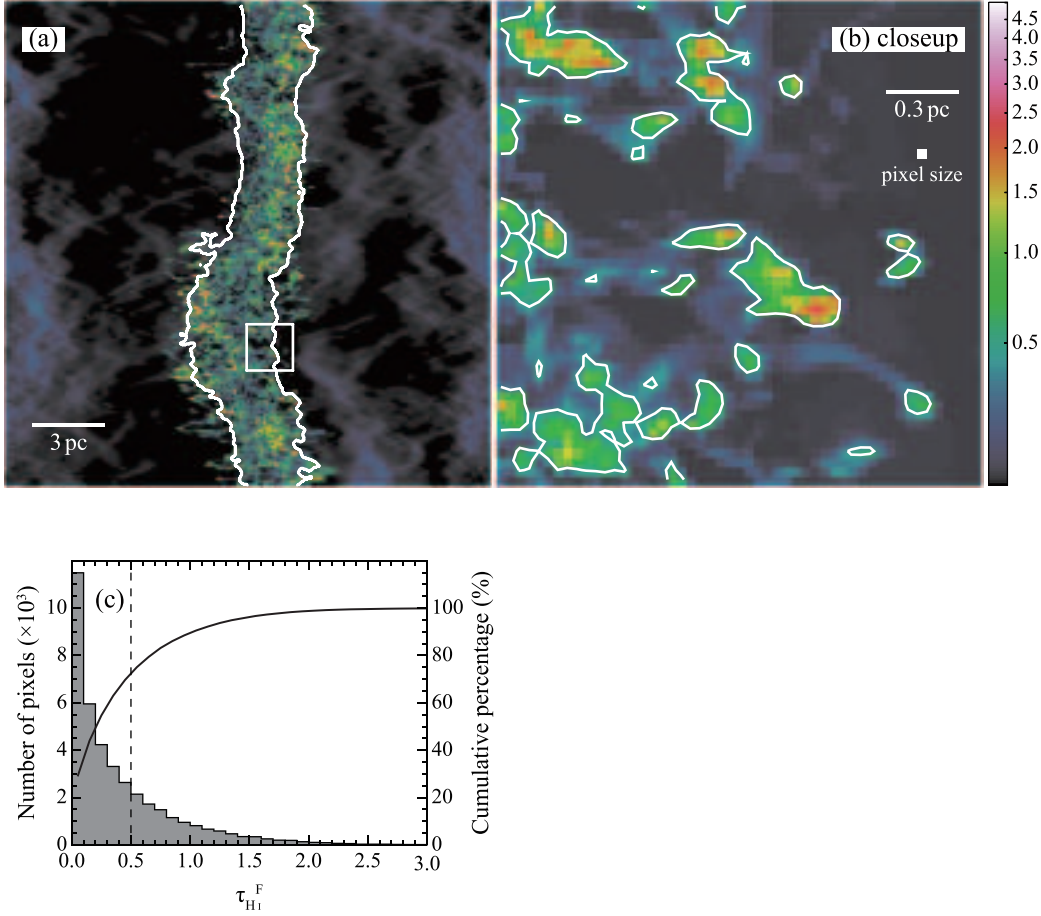 (a)
3 pc
(b) closeup
0.3 pc
pixel size
4.5
4.0
3.5
3.0
2.5
2.0
1.5
1.0
0.5
(c)
Number of pixels (×10³)
10
8
6
4
2
0
Cumulative percentage (%)
100
80
60
40
20
0
0.0 0.5 1.0 1.5 2.0 2.5 3.0
τ_{H I}^F